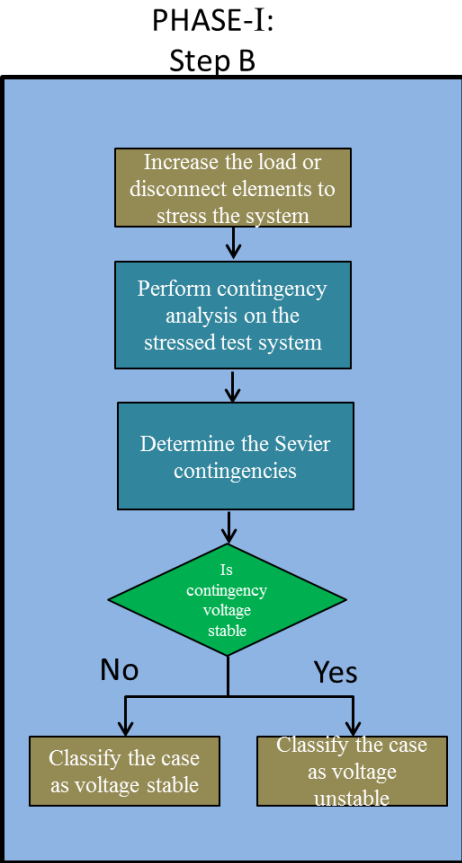 PHASE-I:
Step B
Increase the load or
disconnect elements to
stress the system
Perform contingency
analysis on the
stressed test system
Determine the Sevier
contingencies
Is
contingency
voltage
stable
No
Yes
Classify the case
as voltage stable
Classify the case
as voltage
unstable